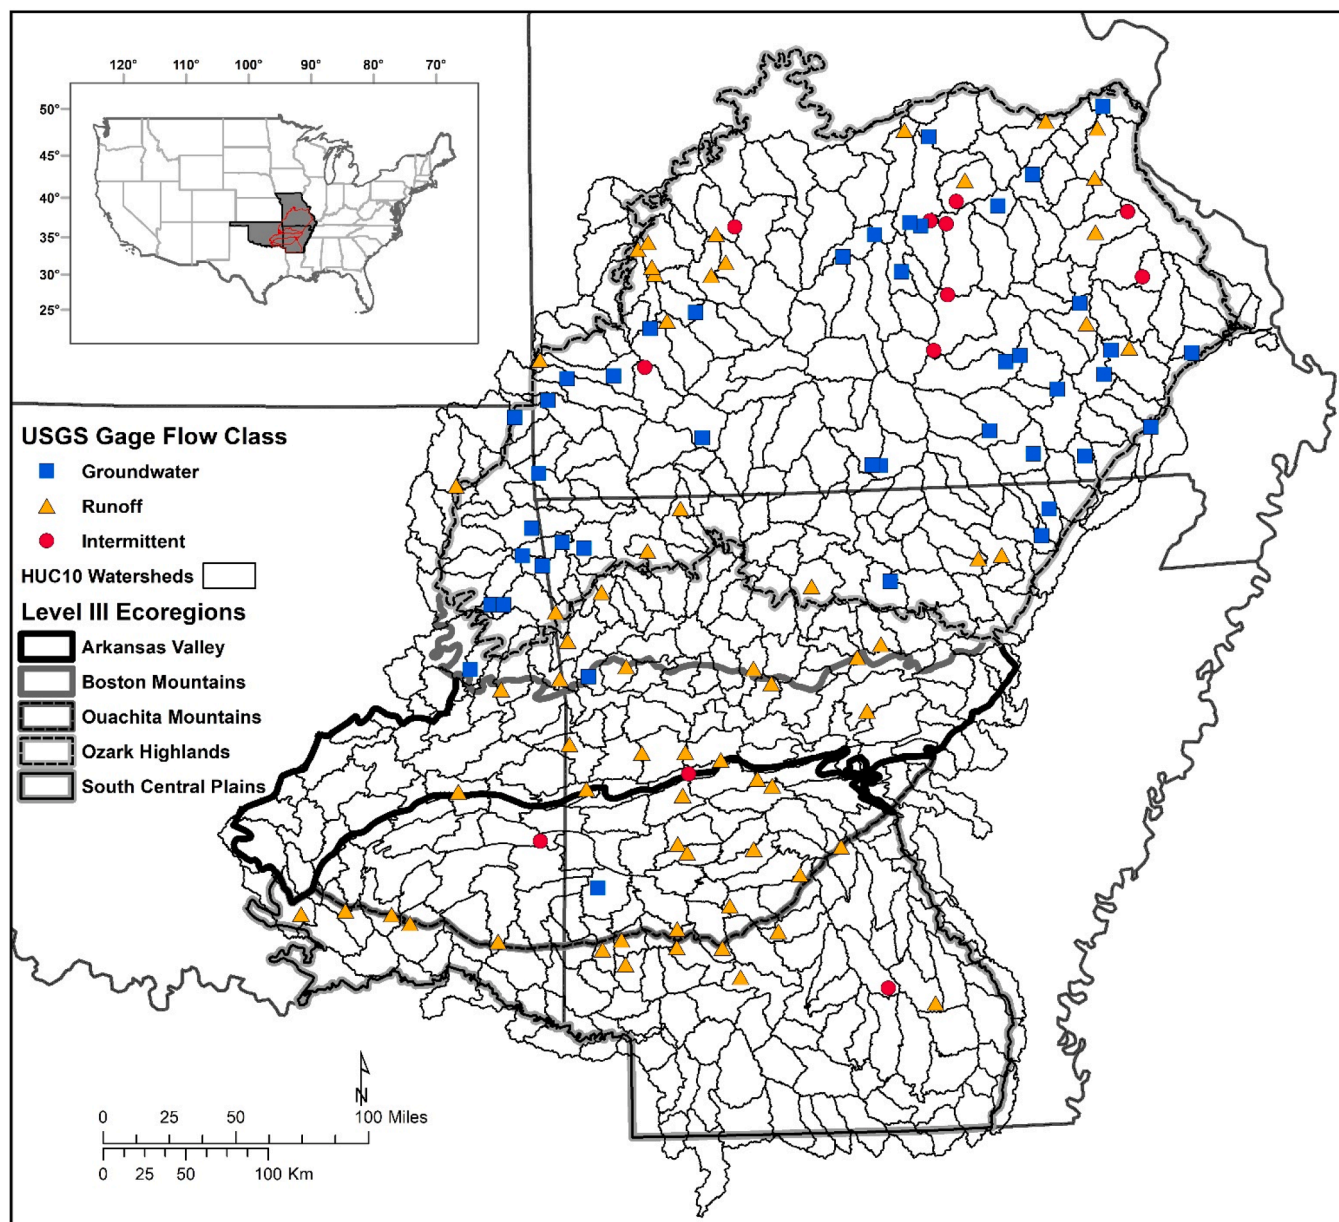 120° 110° 100° 90° 80° 70°
50°
45°
40°
35°
30°
25°
USGS Gage Flow Class
Groundwater
Runoff
Intermittent
HUC10 Watersheds
Level III Ecoregions
Arkansas Valley
Boston Mountains
Ouachita Mountains
Ozark Highlands
South Central Plains
N
0 25 50 100 Miles
0 25 50 100 Km